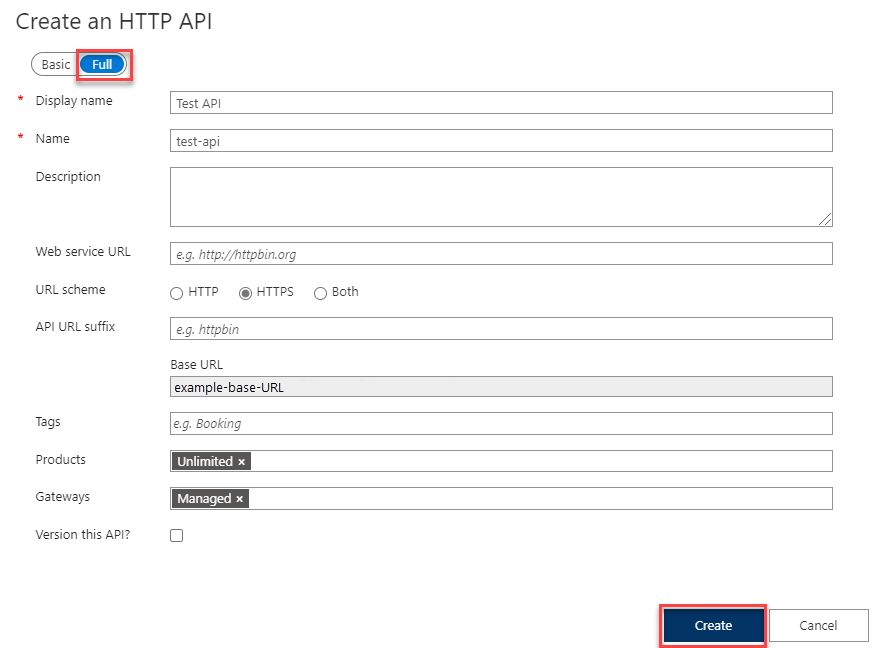 Create an HTTP API
Basic Full
* Display name Test API
* Name test-api
Description
Web service URL e.g. http://httpbin.org
URL scheme HTTP HTTPS Both
API URL suffix e.g. httpbin
Base URL
example-base-URL
Tags e.g. Booking
Products Unlimited ×
Gateways Managed ×
Version this API?
Create Cancel